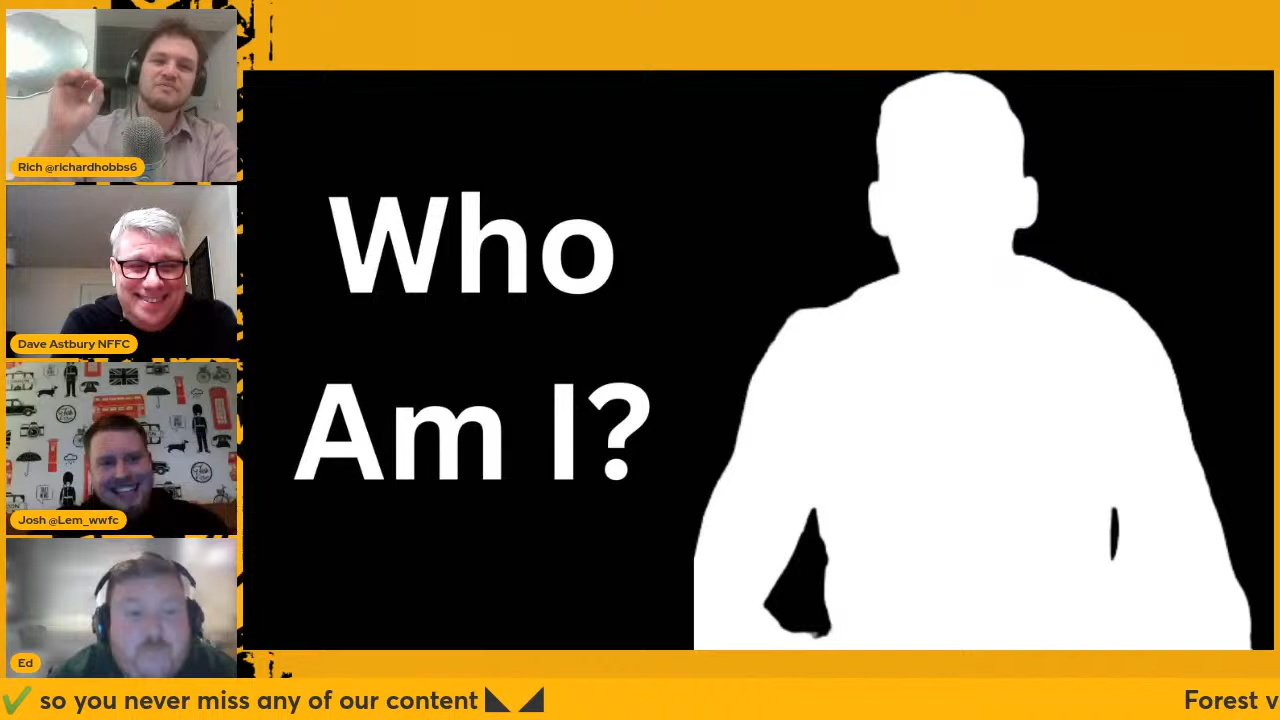 Rich @richardhobbs6
Dave Astbury NFFC
Josh @Lem_wwfc
Ed
Who
Am I?
✅ so you never miss any of our content
Forest v